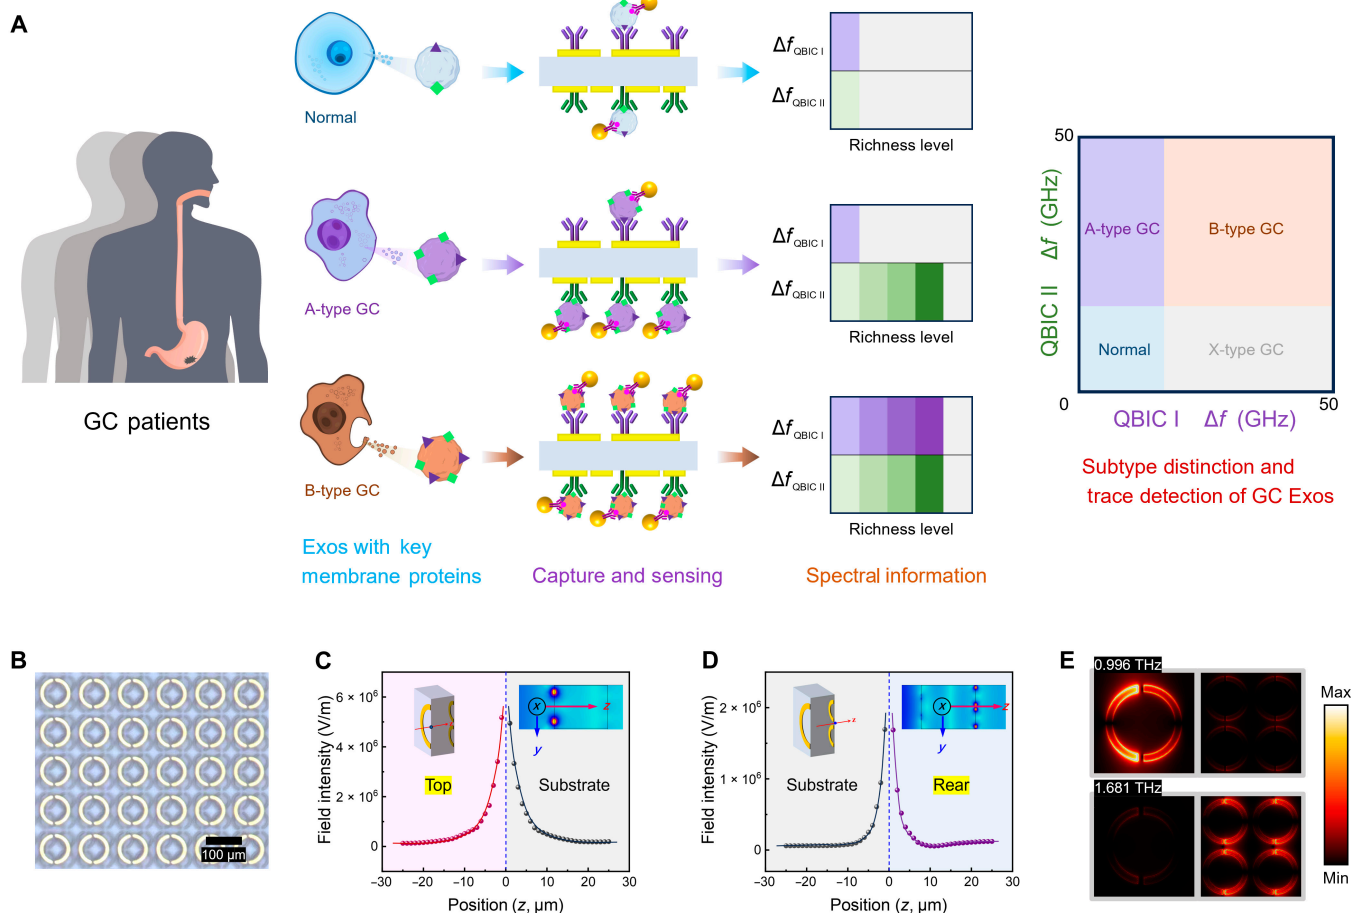 A
GC patients
Normal
A-type GC
B-type GC
Exos with key
membrane proteins
Capture and sensing
Δf QBIC I
Δf QBIC II
Richness level
Δf QBIC I
Δf QBIC II
Richness level
Δf QBIC I
Δf QBIC II
Richness level
Spectral information
50
QBIC II Δf (GHz)
A-type GC
B-type GC
Normal
X-type GC
0
50
QBIC I Δf (GHz)
Subtype distinction and
trace detection of GC Exos
B
100 μm
C
Field intensity (V/m)
6 × 10⁶
4 × 10⁶
2 × 10⁶
0
x
z
y
Top
Substrate
−30 −20 −10 0 10 20 30
Position (z, μm)
D
Field intensity (V/m)
2 × 10⁶
1 × 10⁶
0
x
z
y
Substrate
Rear
−30 −20 −10 0 10 20 30
Position (z, μm)
E
0.996 THz
1.681 THz
Max
Min